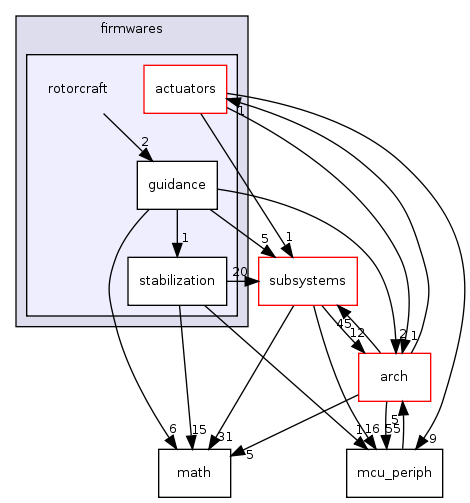 firmwares
rotorcraft
actuators
1
2
guidance
1
5
1
stabilization
20
subsystems
45
12
2
1
arch
6
15
31
5
1
16
55
5
9
math
mcu_periph